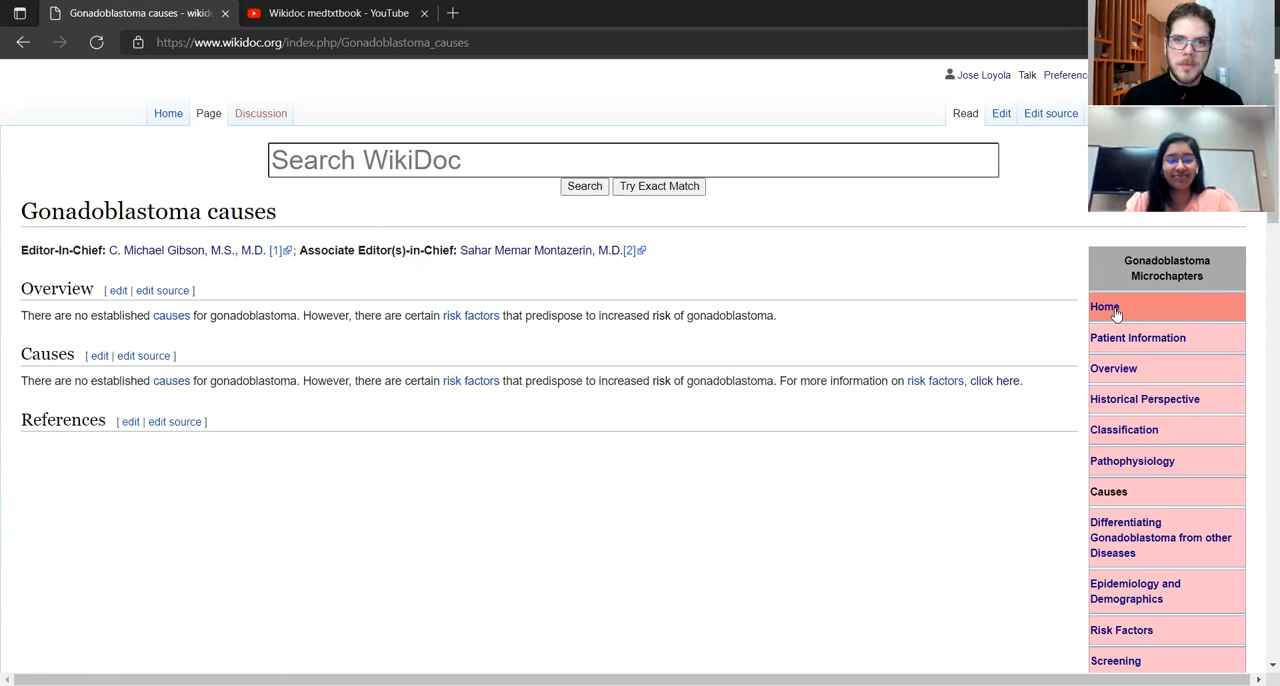 Gonadoblastoma causes - wikido
Wikidoc medtxtbook - YouTube
https://www.wikidoc.org/index.php/Gonadoblastoma_causes
Jose Loyola Talk Preferenc
Home Page Discussion Read Edit Edit source
Search WikiDoc
Search Try Exact Match
Gonadoblastoma causes
Editor-In-Chief: C. Michael Gibson, M.S., M.D. [1]; Associate Editor(s)-in-Chief: Sahar Memar Montazerin, M.D.[2]
Overview [ edit | edit source ]
There are no established causes for gonadoblastoma. However, there are certain risk factors that predispose to increased risk of gonadoblastoma.
Causes [ edit | edit source ]
There are no established causes for gonadoblastoma. However, there are certain risk factors that predispose to increased risk of gonadoblastoma. For more information on risk factors, click here.
References [ edit | edit source ]
Gonadoblastoma
Microchapters
Home
Patient Information
Overview
Historical Perspective
Classification
Pathophysiology
Causes
Differentiating
Gonadoblastoma from other
Diseases
Epidemiology and
Demographics
Risk Factors
Screening